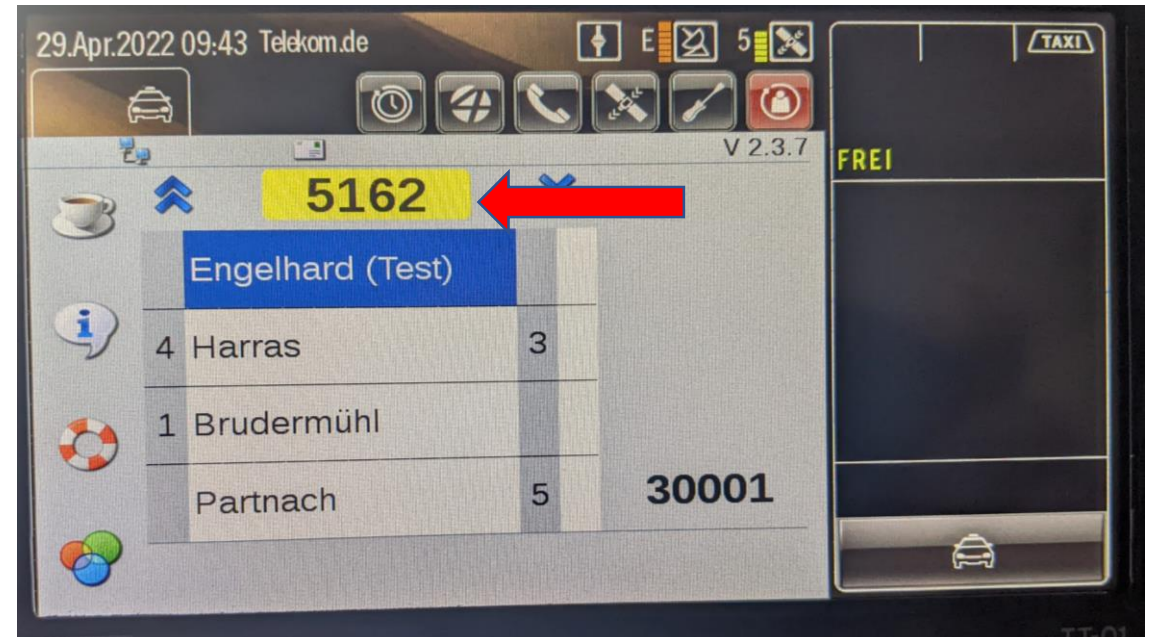 29.Apr.2022 09:43 Telekom.de E 5
TAXI
V 2.3.7
FREI
5162
Engelhard (Test)
4 Harras 3
1 Brudermühl
Partnach 5
30001